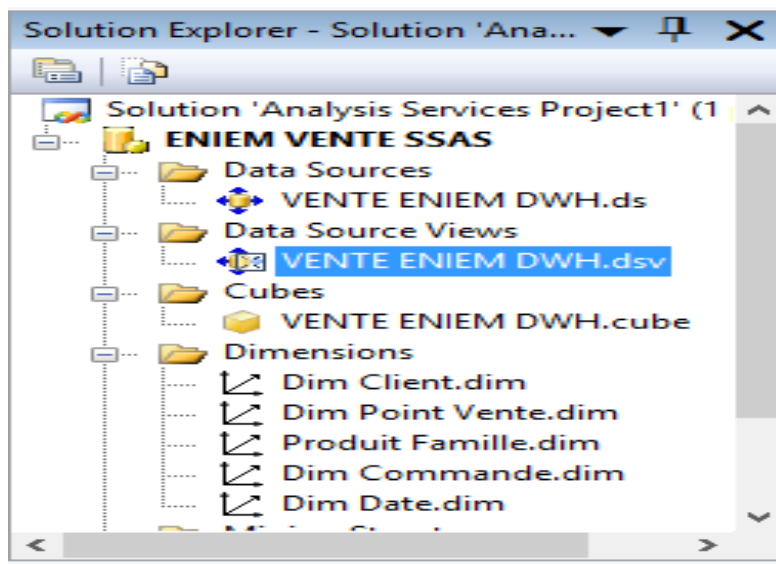 Solution Explorer - Solution 'Ana...
Solution 'Analysis Services Project1' (1
ENIEM VENTE SSAS
Data Sources
VENTE ENIEM DWH.ds
Data Source Views
VENTE ENIEM DWH.dsv
Cubes
VENTE ENIEM DWH.cube
Dimensions
Dim Client.dim
Dim Point Vente.dim
Produit Famille.dim
Dim Commande.dim
Dim Date.dim